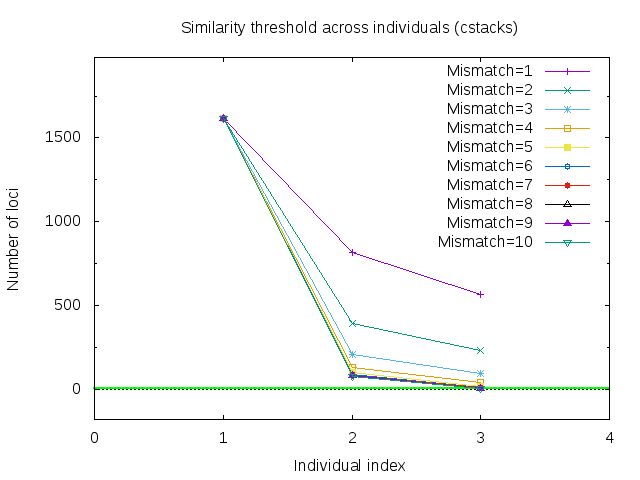 Similarity threshold across individuals (cstacks)
Mismatch=1
Mismatch=2
Mismatch=3
Mismatch=4
Mismatch=5
Mismatch=6
Mismatch=7
Mismatch=8
Mismatch=9
Mismatch=10
1500
1000
500
0
Number of loci
0 1 2 3 4
Individual index